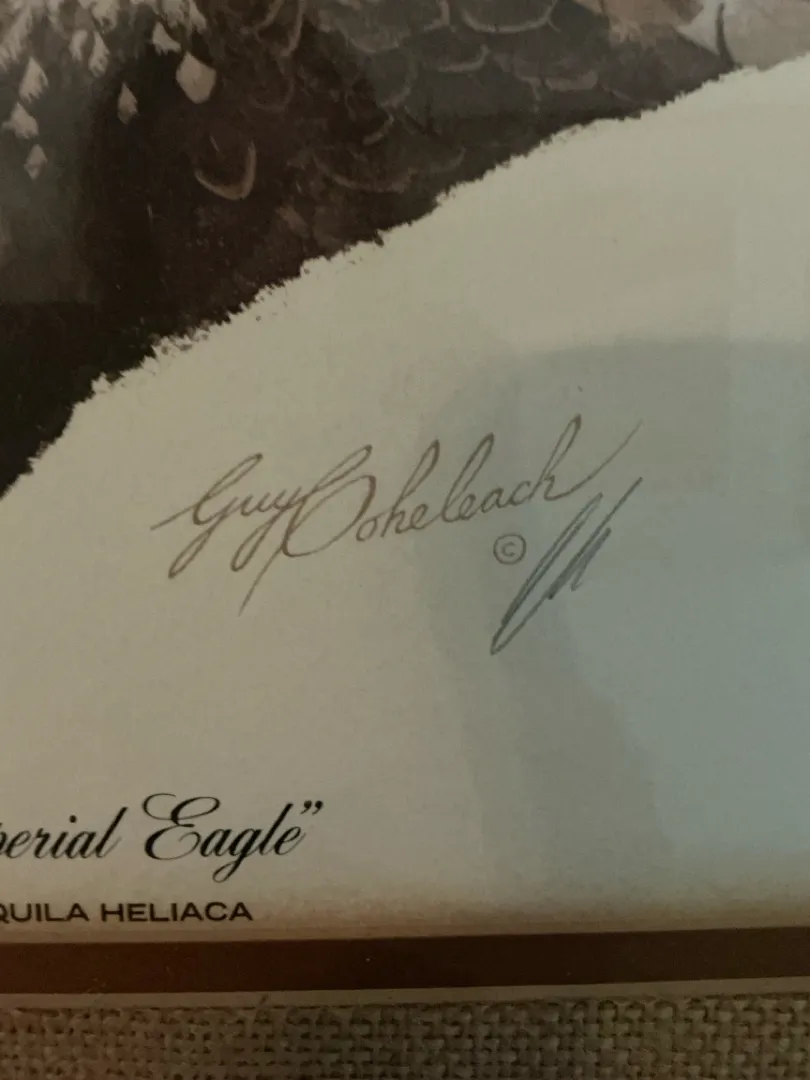 Guy Coheleach
©
perial Eagle”
QUILA HELIACA